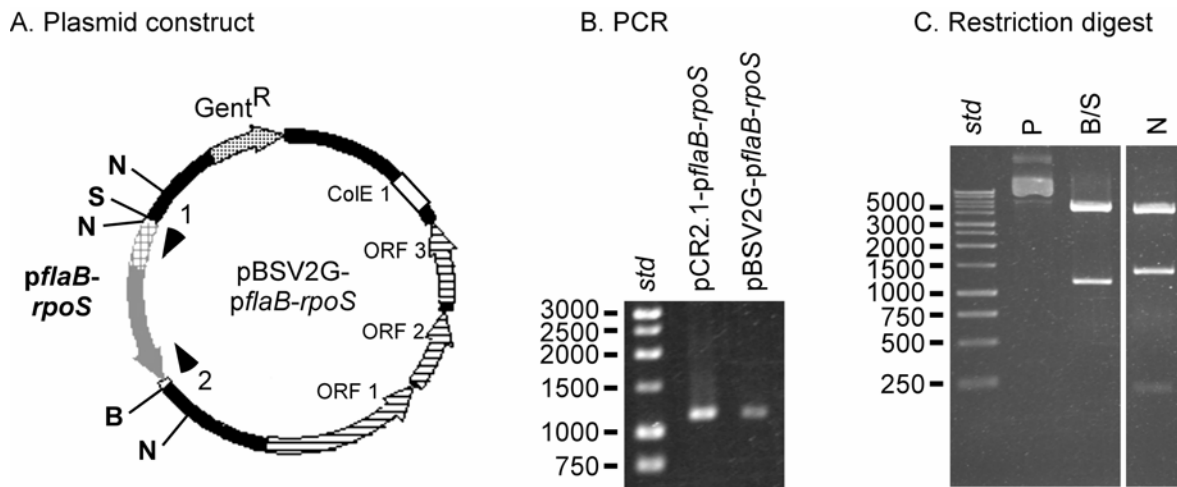 A. Plasmid construct
Gent^R
N
S
N
1
ColE 1
pflaB-
rpoS
pBSV2G-
pflaB-rpoS
ORF 3
ORF 2
ORF 1
2
B
N
B. PCR
std
pCR2.1-pflaB-rpoS
pBSV2G-pflaB-rpoS
3000
2500
2000
1500
1000
750
C. Restriction digest
std
P
B/S
N
5000
3000
2000
1500
1000
750
500
250